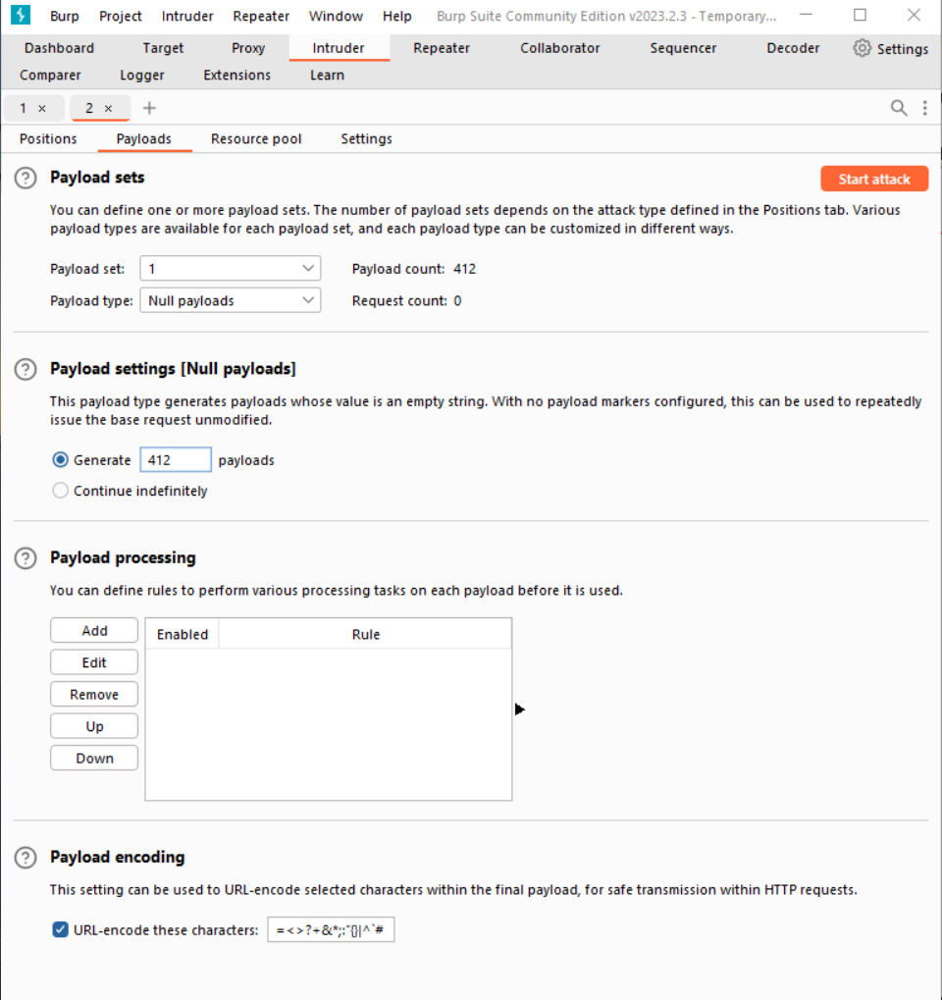 Burp Project Intruder Repeater Window Help Burp Suite Community Edition v2023.2.3 - Temporary...
Dashboard Target Proxy Intruder Repeater Collaborator Sequencer Decoder Settings
Comparer Logger Extensions Learn
1 × 2 × +
Positions Payloads Resource pool Settings
? Payload sets Start attack
You can define one or more payload sets. The number of payload sets depends on the attack type defined in the Positions tab. Various
payload types are available for each payload set, and each payload type can be customized in different ways.
Payload set: 1 Payload count: 412
Payload type: Null payloads Request count: 0
? Payload settings [Null payloads]
This payload type generates payloads whose value is an empty string. With no payload markers configured, this can be used to repeatedly
issue the base request unmodified.
Generate 412 payloads
Continue indefinitely
? Payload processing
You can define rules to perform various processing tasks on each payload before it is used.
Add Enabled Rule
Edit
Remove
Up
Down
? Payload encoding
This setting can be used to URL-encode selected characters within the final payload, for safe transmission within HTTP requests.
URL-encode these characters: =<>?+&*;:"{}|^`#